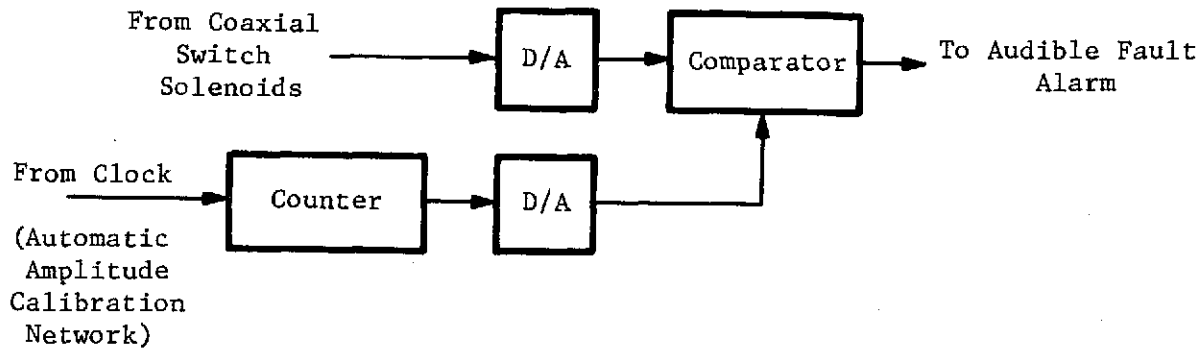 From Coaxial
Switch
Solenoids
D/A
Comparator
To Audible Fault
Alarm
From Clock
(Automatic
Amplitude
Calibration
Network)
Counter
D/A